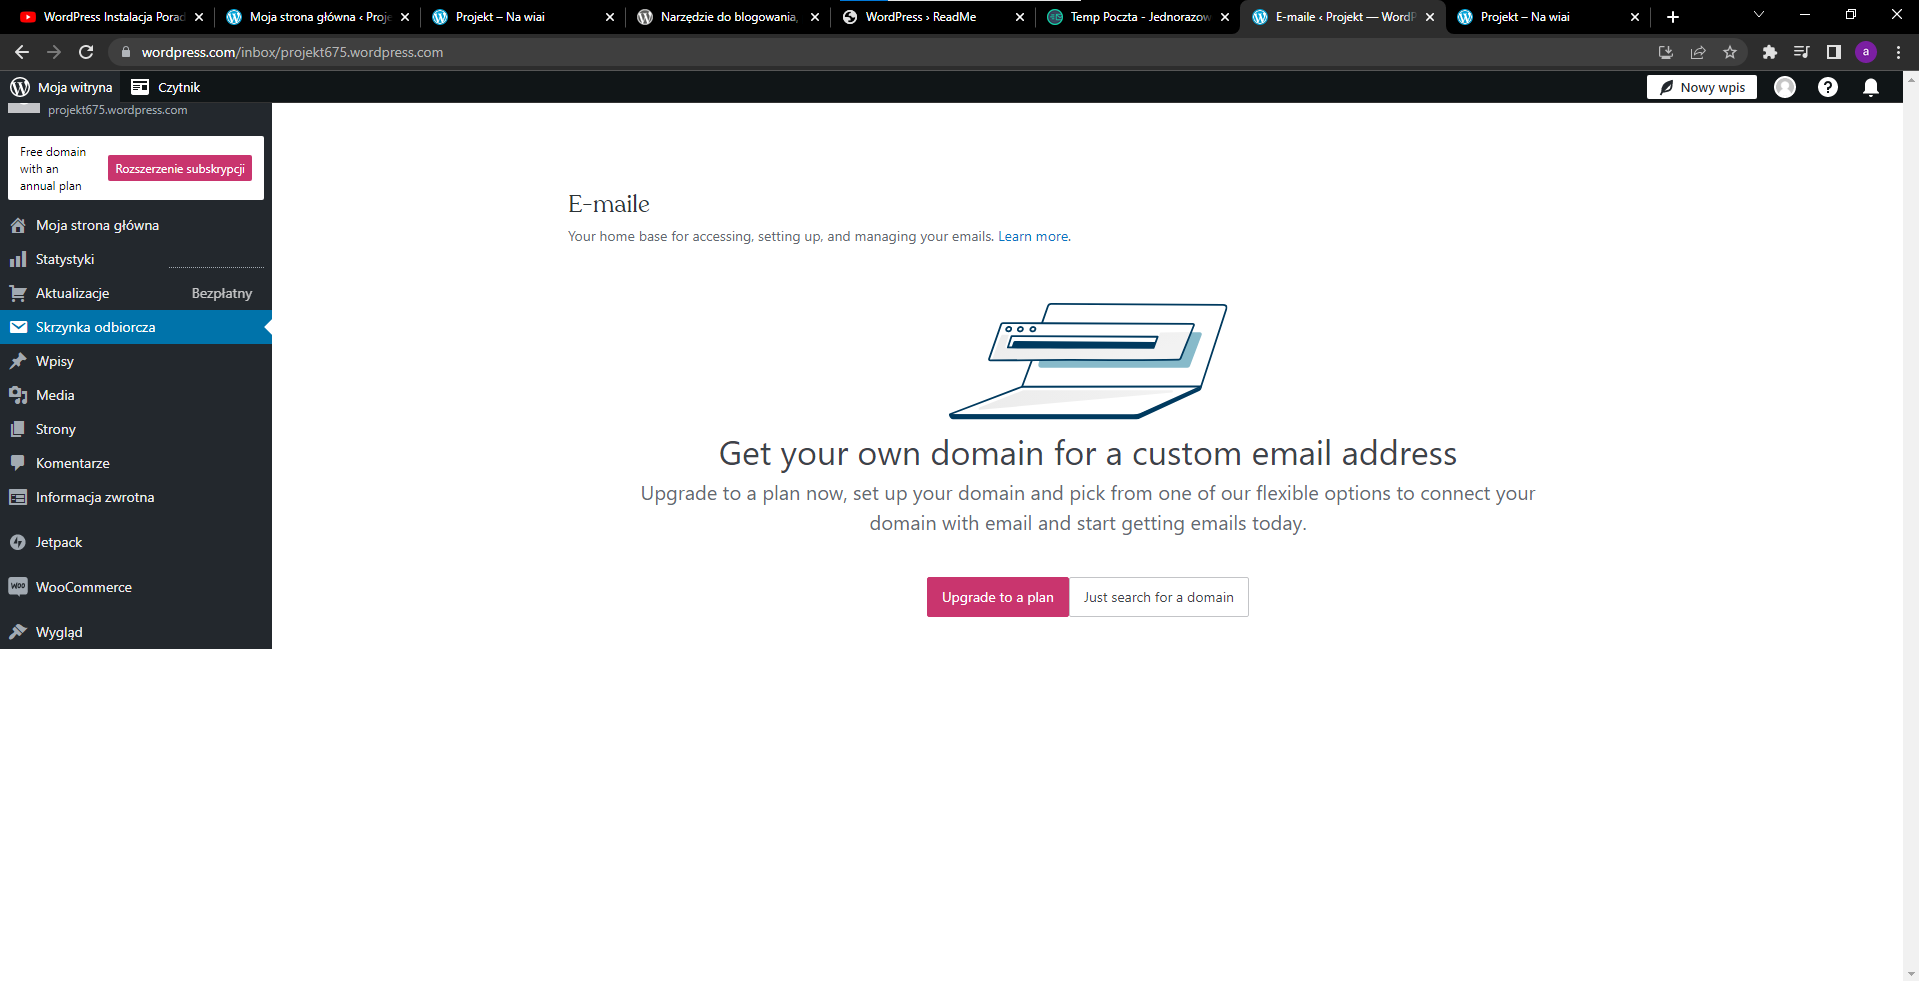 WordPress Instalacja Porad
Moja strona główna ‹ Proje
Projekt – Na wiai
Narzędzie do blogowania,
WordPress › ReadMe
Temp Poczta - Jednorazow
E-maile ‹ Projekt — WordP
Projekt – Na wiai
wordpress.com/inbox/projekt675.wordpress.com
a
Moja witryna
Czytnik
Nowy wpis
projekt675.wordpress.com
Free domain
with an
annual plan
Rozszerzenie subskrypcji
Moja strona główna
Statystyki
Aktualizacje
Bezpłatny
Skrzynka odbiorcza
Wpisy
Media
Strony
Komentarze
Informacja zwrotna
Jetpack
WOO
WooCommerce
Wygląd
E-maile
Your home base for accessing, setting up, and managing your emails. Learn more.
Get your own domain for a custom email address
Upgrade to a plan now, set up your domain and pick from one of our flexible options to connect your
domain with email and start getting emails today.
Upgrade to a plan
Just search for a domain